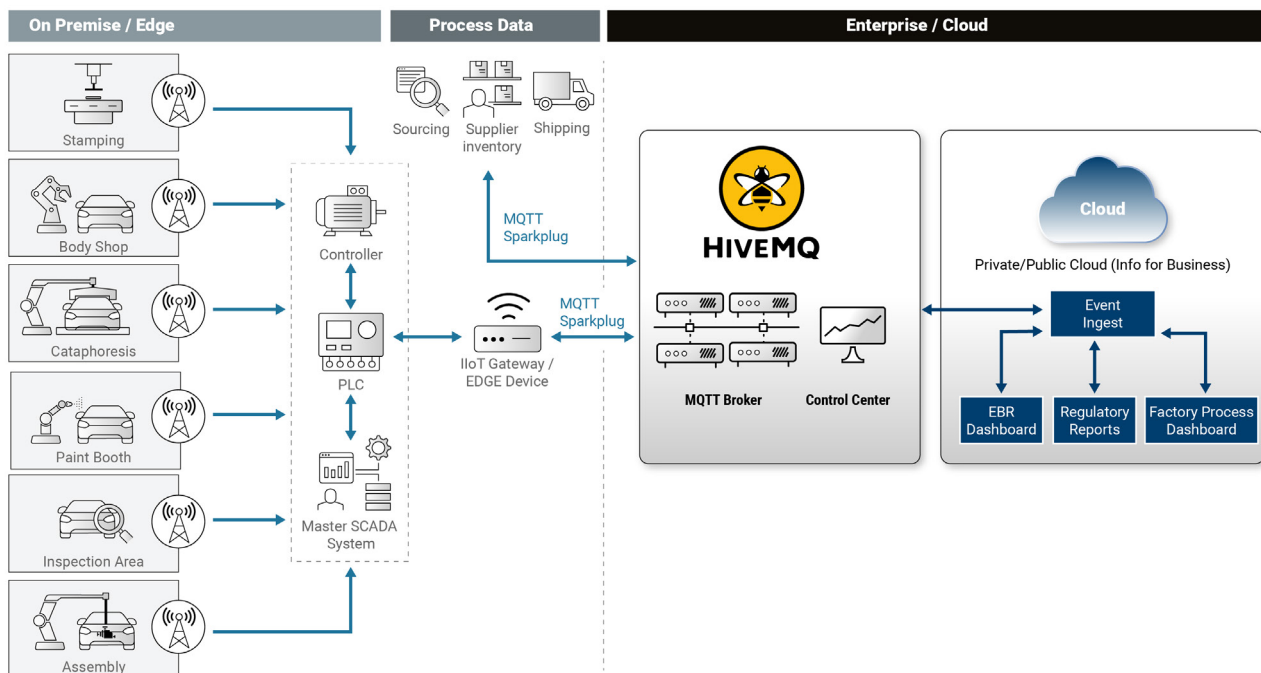 On Premise / Edge
Process Data
Enterprise / Cloud
Stamping
Body Shop
Cataphoresis
Paint Booth
Inspection Area
Assembly
Controller
PLC
Master SCADA
System
Sourcing
Supplier
inventory
Shipping
MQTT
Sparkplug
IIoT Gateway /
EDGE Device
MQTT
Sparkplug
HIVEMQ
MQTT Broker
Control Center
Cloud
Private/Public Cloud (Info for Business)
Event
Ingest
EBR
Dashboard
Regulatory
Reports
Factory Process
Dashboard